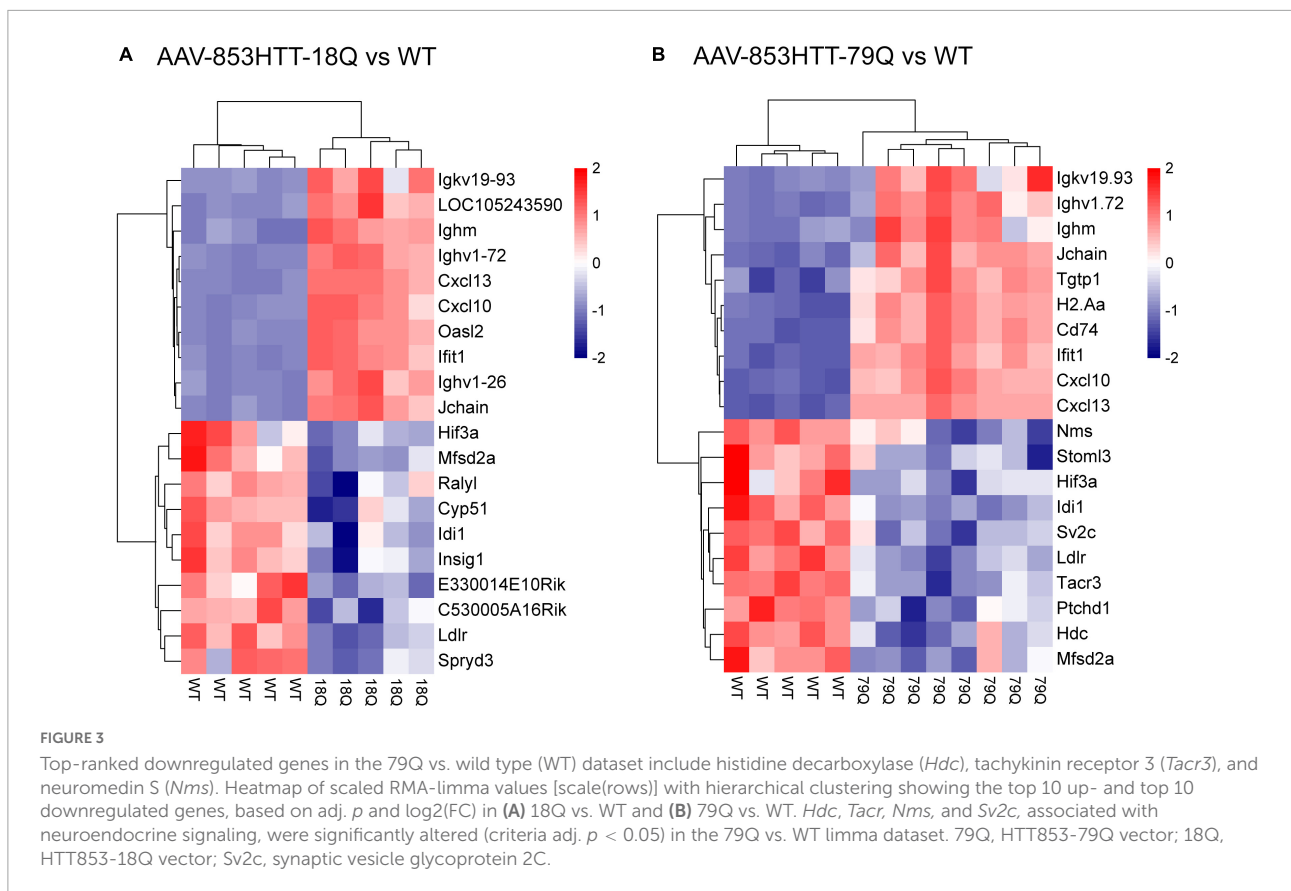 A AAV-853HTT-18Q vs WT
2
1
0
-1
-2
Igkv19-93
LOC105243590
Ighm
Ighv1-72
Cxcl13
Cxcl10
Oasl2
Ifit1
Ighv1-26
Jchain
Hif3a
Mfsd2a
Ralyl
Cyp51
Idi1
Insig1
E330014E10Rik
C530005A16Rik
Ldlr
Spryd3
WT WT WT WT WT 18Q 18Q 18Q 18Q 18Q
B AAV-853HTT-79Q vs WT
2
1
0
-1
-2
Igkv19.93
Ighv1.72
Ighm
Jchain
Tgtp1
H2.Aa
Cd74
Ifit1
Cxcl10
Cxcl13
Nms
Stoml3
Hif3a
Idi1
Sv2c
Ldlr
Tacr3
Ptchd1
Hdc
Mfsd2a
WT WT WT WT WT 79Q 79Q 79Q 79Q 79Q 79Q 79Q 79Q
FIGURE 3
Top-ranked downregulated genes in the 79Q vs. wild type (WT) dataset include histidine decarboxylase (Hdc), tachykinin receptor 3 (Tacr3), and
neuromedin S (Nms). Heatmap of scaled RMA-limma values [scale(rows)] with hierarchical clustering showing the top 10 up- and top 10
downregulated genes, based on adj. p and log2(FC) in (A) 18Q vs. WT and (B) 79Q vs. WT. Hdc, Tacr, Nms, and Sv2c, associated with
neuroendocrine signaling, were significantly altered (criteria adj. p < 0.05) in the 79Q vs. WT limma dataset. 79Q, HTT853-79Q vector; 18Q,
HTT853-18Q vector; Sv2c, synaptic vesicle glycoprotein 2C.